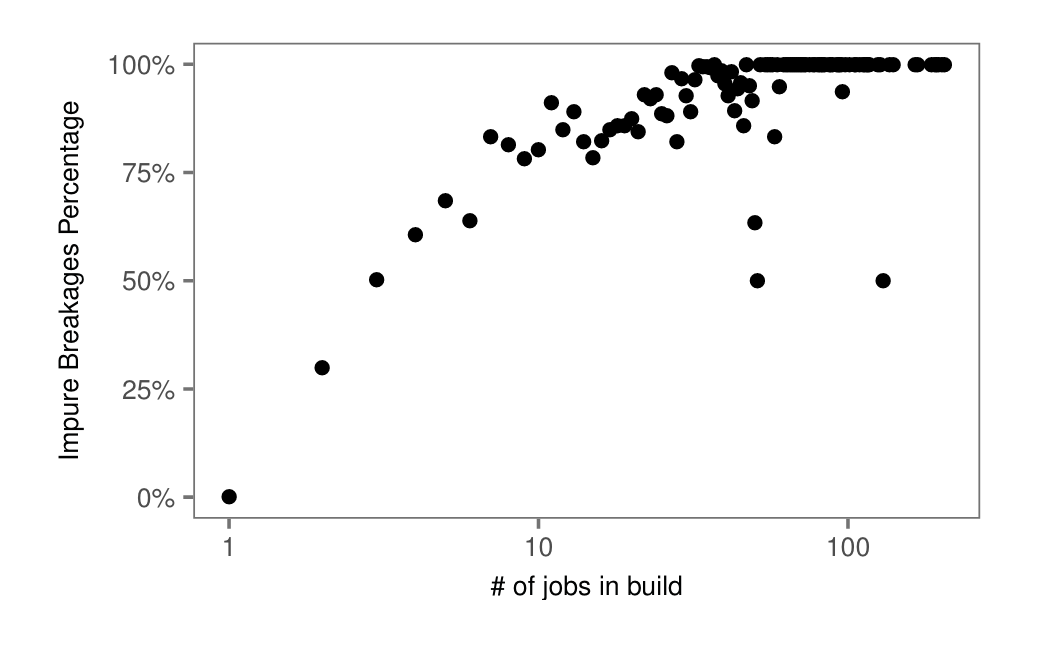 Impure Breakages Percentage
100%
75%
50%
25%
0%
1 10 100
# of jobs in build